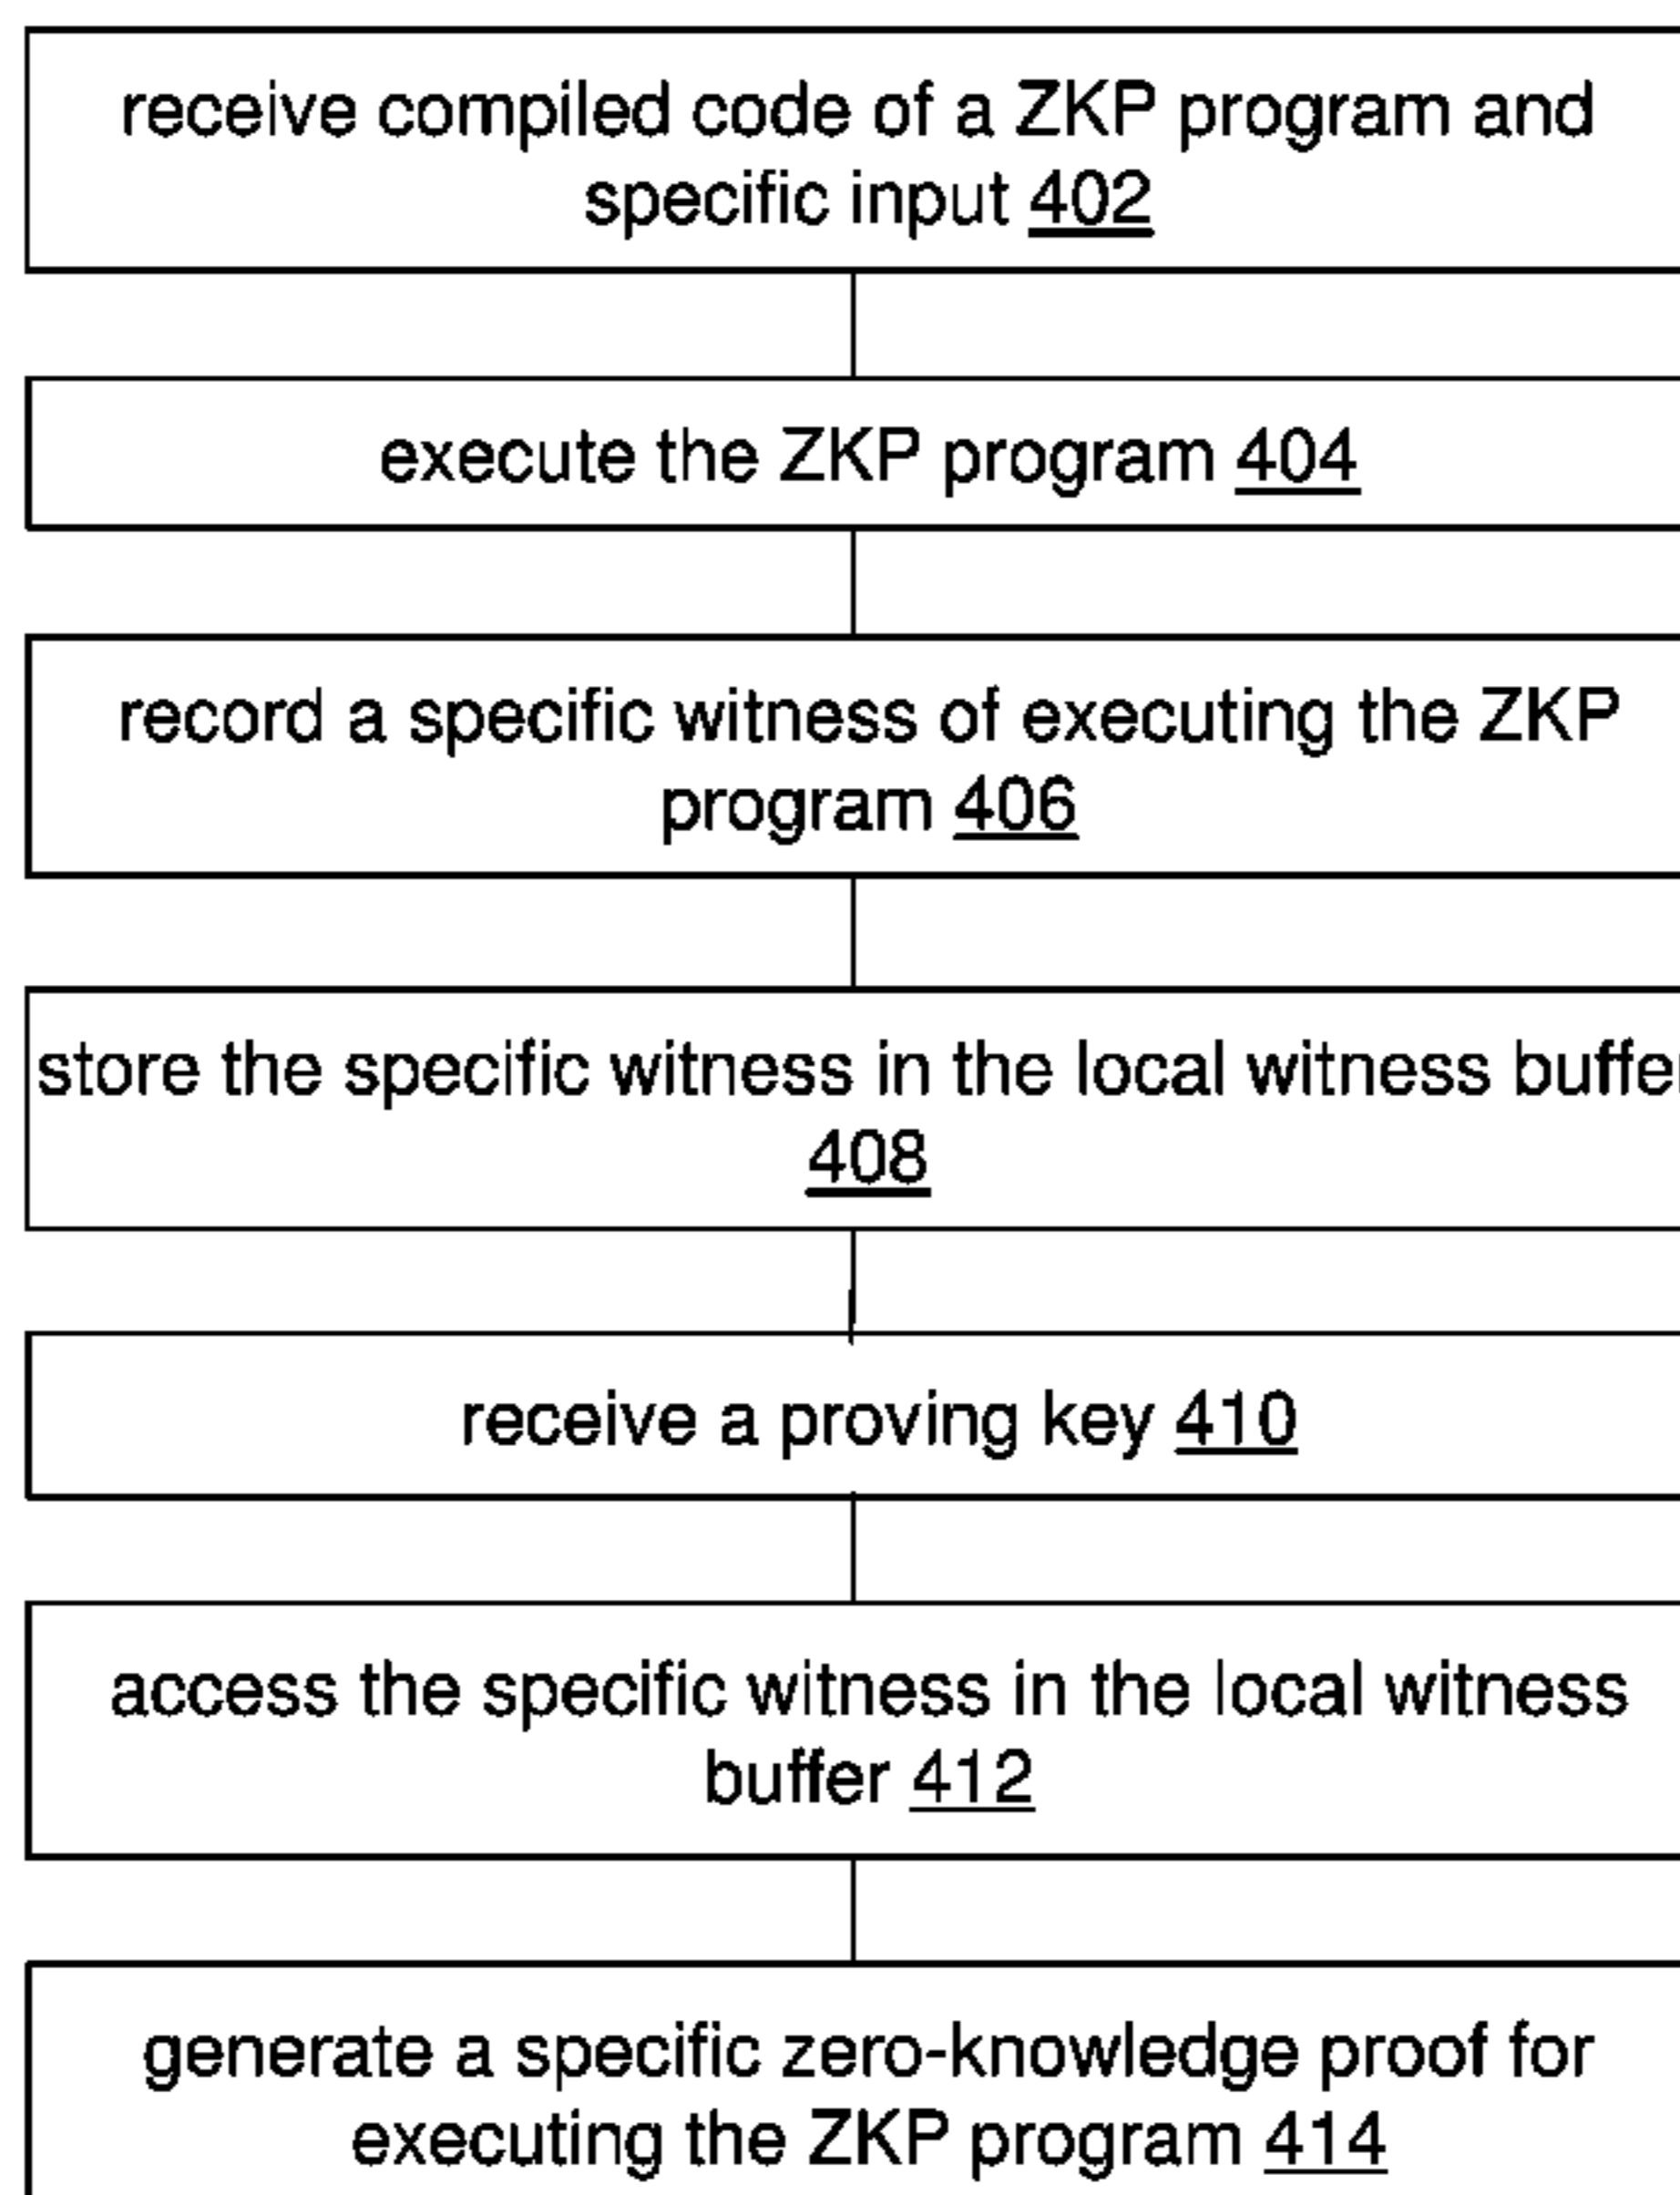 receive compiled code of a ZKP program and
specific input 402
execute the ZKP program 404
record a specific witness of executing the ZKP
program 406
store the specific witness in the local witness buffer
408
receive a proving key 410
access the specific witness in the local witness
buffer 412
generate a specific zero-knowledge proof for
executing the ZKP program 414